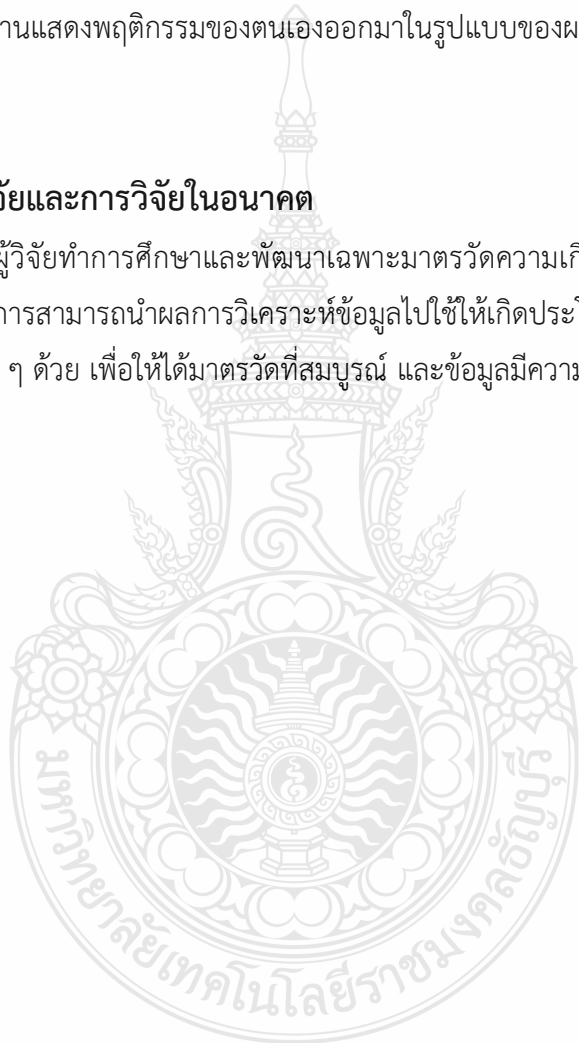 านแสดงพฤติกรรมของตนเองออกมาในรูปแบบของผ
จัยและการวิจัยในอนาคต
ผู้วิจัยทำการศึกษาและพัฒนาเฉพาะมาตรวัดความเกิ
การสามารถนำผลการวิเคราะห์ข้อมูลไปใช้ให้เกิดประโ
ๆ ด้วย เพื่อให้ได้มาตรวัดที่สมบูรณ์ และข้อมูลมีความ
มหาวิทยาลัยเทคโนโลยีราชมงคลธัญบุรี